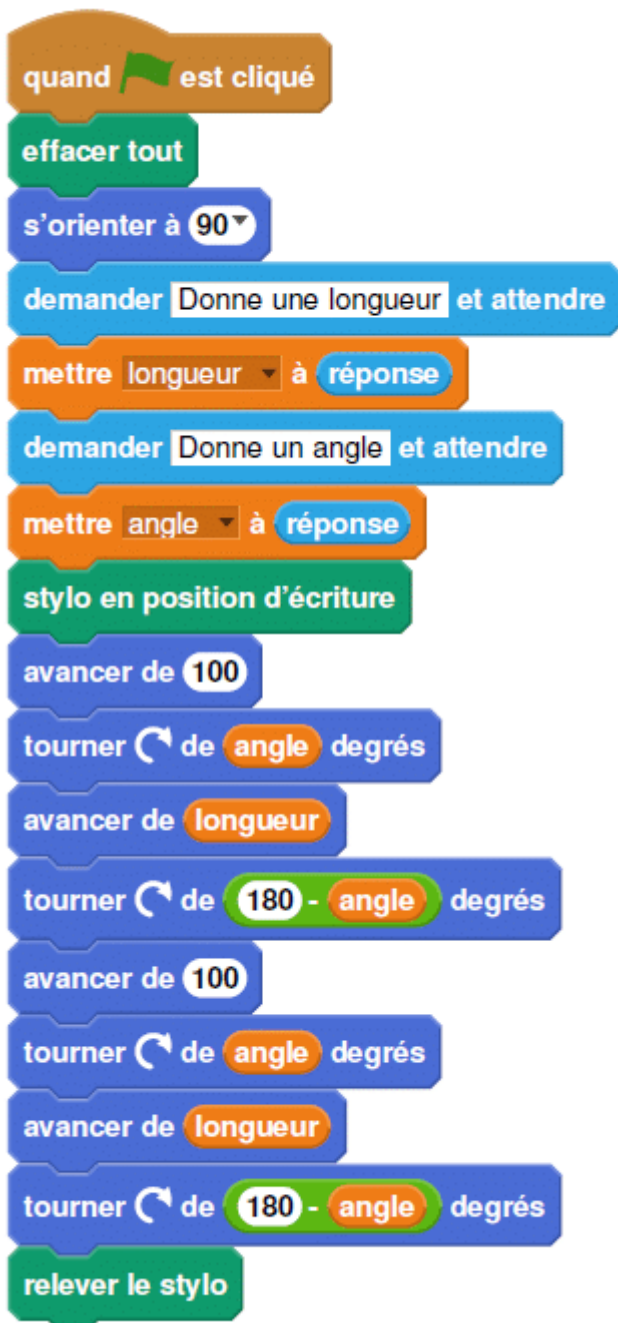 quand est cliqué
effacer tout
s'orienter à 90
demander Donne une longueur et attendre
mettre longueur à réponse
demander Donne un angle et attendre
mettre angle à réponse
stylo en position d'écriture
avancer de 100
tourner de angle degrés
avancer de longueur
tourner de 180 - angle degrés
avancer de 100
tourner de angle degrés
avancer de longueur
tourner de 180 - angle degrés
relever le stylo